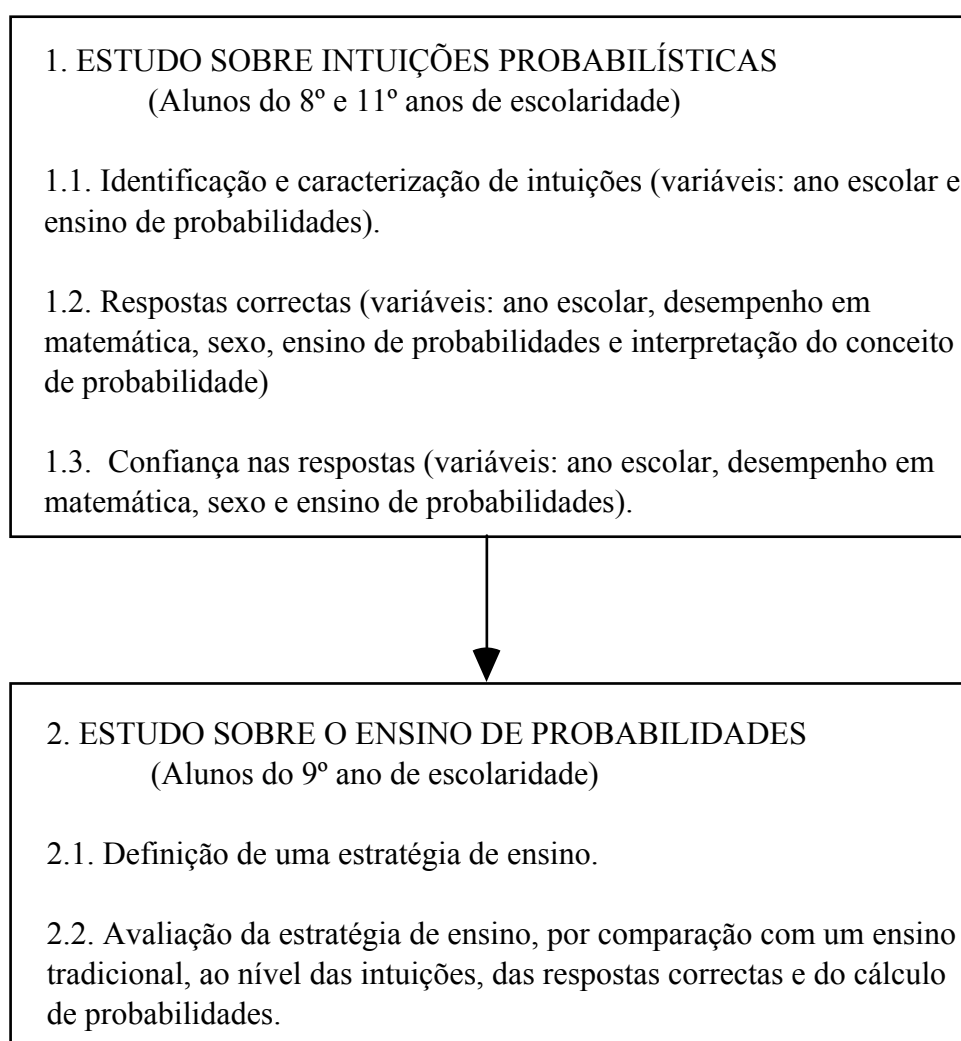 1. ESTUDO SOBRE INTUIÇÕES PROBABILÍSTICAS
(Alunos do 8º e 11º anos de escolaridade)
1.1. Identificação e caracterização de intuições (variáveis: ano escolar e
ensino de probabilidades).
1.2. Respostas correctas (variáveis: ano escolar, desempenho em
matemática, sexo, ensino de probabilidades e interpretação do conceito
de probabilidade)
1.3. Confiança nas respostas (variáveis: ano escolar, desempenho em
matemática, sexo e ensino de probabilidades).
2. ESTUDO SOBRE O ENSINO DE PROBABILIDADES
(Alunos do 9º ano de escolaridade)
2.1. Definição de uma estratégia de ensino.
2.2. Avaliação da estratégia de ensino, por comparação com um ensino
tradicional, ao nível das intuições, das respostas correctas e do cálculo
de probabilidades.